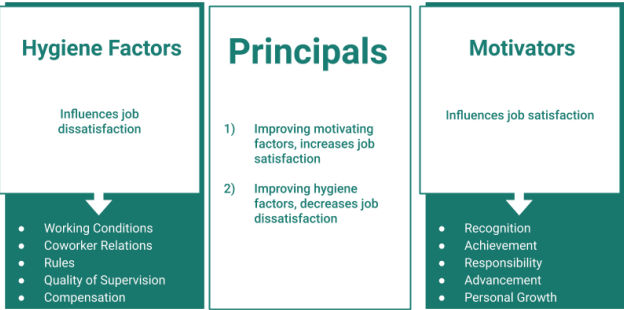 Hygiene Factors
Influences job
dissatisfaction
● Working Conditions
● Coworker Relations
● Rules
● Quality of Supervision
● Compensation
Principals
1) Improving motivating
factors, increases job
satisfaction
2) Improving hygiene
factors, decreases job
dissatisfaction
Motivators
Influences job satisfaction
● Recognition
● Achievement
● Responsibility
● Advancement
● Personal Growth